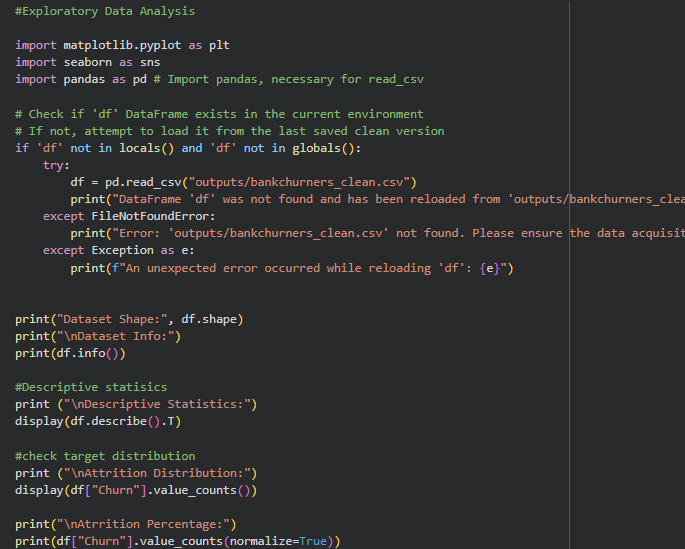 #Exploratory Data Analysis
import matplotlib.pyplot as plt
import seaborn as sns
import pandas as pd # Import pandas, necessary for read_csv
# Check if 'df' DataFrame exists in the current environment
# If not, attempt to load it from the last saved clean version
if 'df' not in locals() and 'df' not in globals():
try:
df = pd.read_csv("outputs/bankchurners_clean.csv")
print("DataFrame 'df' was not found and has been reloaded from 'outputs/bankchurners_clea
except FileNotFoundError:
print("Error: 'outputs/bankchurners_clean.csv' not found. Please ensure the data acquisit
except Exception as e:
print(f"An unexpected error occurred while reloading 'df': {e}")
print("Dataset Shape:", df.shape)
print("\nDataset Info:")
print(df.info())
#Descriptive statisics
print ("\nDescriptive Statistics:")
display(df.describe().T)
#check target distribution
print ("\nAttrition Distribution:")
display(df["Churn"].value_counts())
print("\nAtrrition Percentage:")
print(df["Churn"].value_counts(normalize=True))